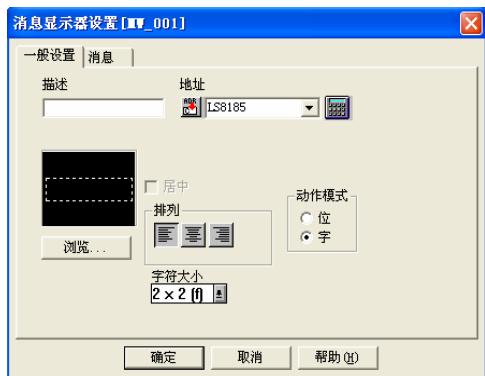 消息显示器设置[MV_001]
一般设置 消息
描述 地址
ADR
LS8185
居中
排列
动作模式
位
字
浏览...
字符大小
2×2 (f)
确定 取消 帮助(H)